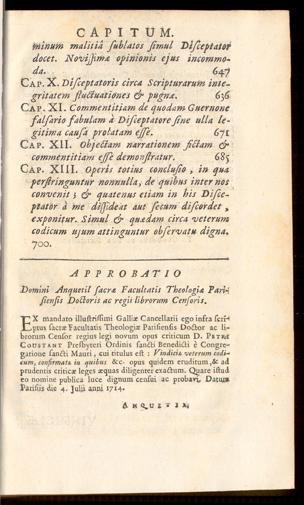 CAPITUM.
minum malitiâ sublatos simul Disceptator
docet. Novissimæ opinionis ejus incommo-
da. 647
CAP. X. Disceptatoris circa Scripturarum inte-
gritatem fluctuationes & pugnæ. 656
CAP. XI. Commentitiam de quodam Guernone
falsario fabulam à Disceptatore sine ulla le-
gitima causa prolatam esse. 671
CAP. XII. Objectam narrationem fictam &
commentitiam esse demonstratur. 685
CAP. XIII. Operis totius conclusio, in qua
perstringuntur nonnulla, de quibus inter nos
convenit ; & quatenus etiam in his Disce-
ptator à me dissideat aut secum discordet,
exponitur. Simul & quædam circa veterum
codicum usum attinguntur observatu digna.
700.
APPROBATIO
Domini Anquetil sacræ Facultatis Theologiæ Pari-
siensis Doctoris ac regii librorum Censoris.
EX mandato illustrissimi Galliæ Cancellarii ego infra scri-
ptus sacræ Facultatis Theologiæ Parisiensis Doctor ac li-
brorum Censor regius legi novum opus criticum D. PETRI
COUSTANT Presbyteri Ordinis sancti Benedicti è Congre-
gatione sancti Mauri, cui titulus est : Vindiciæ veterum codi-
cum, confirmata in quibus &c. opus quidem eruditum, & ad
prudentis criticæ leges æquas diligenter exactum. Quare istud
eo nomine publica luce dignum censui ac probavi. Datum
Parisiis die 4. Julii anni 1714.
ANQUETIL.